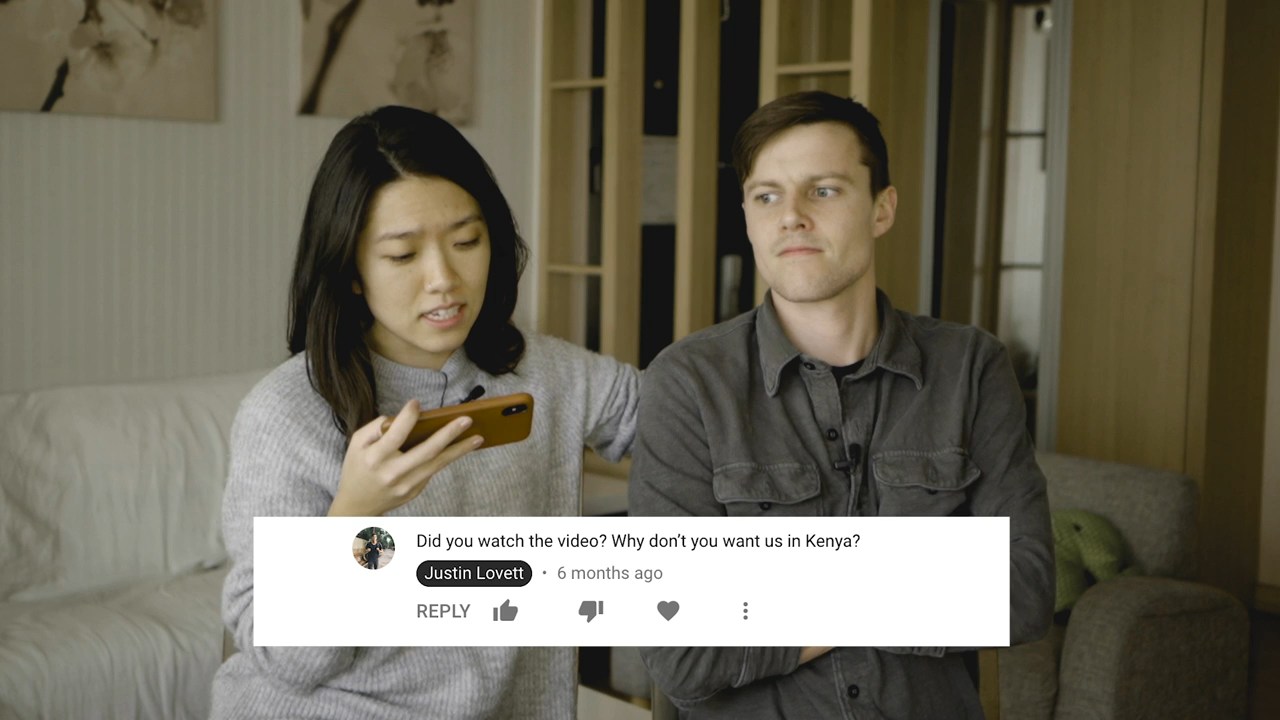 Did you watch the video? Why don’t you want us in Kenya?
Justin Lovett • 6 months ago
REPLY